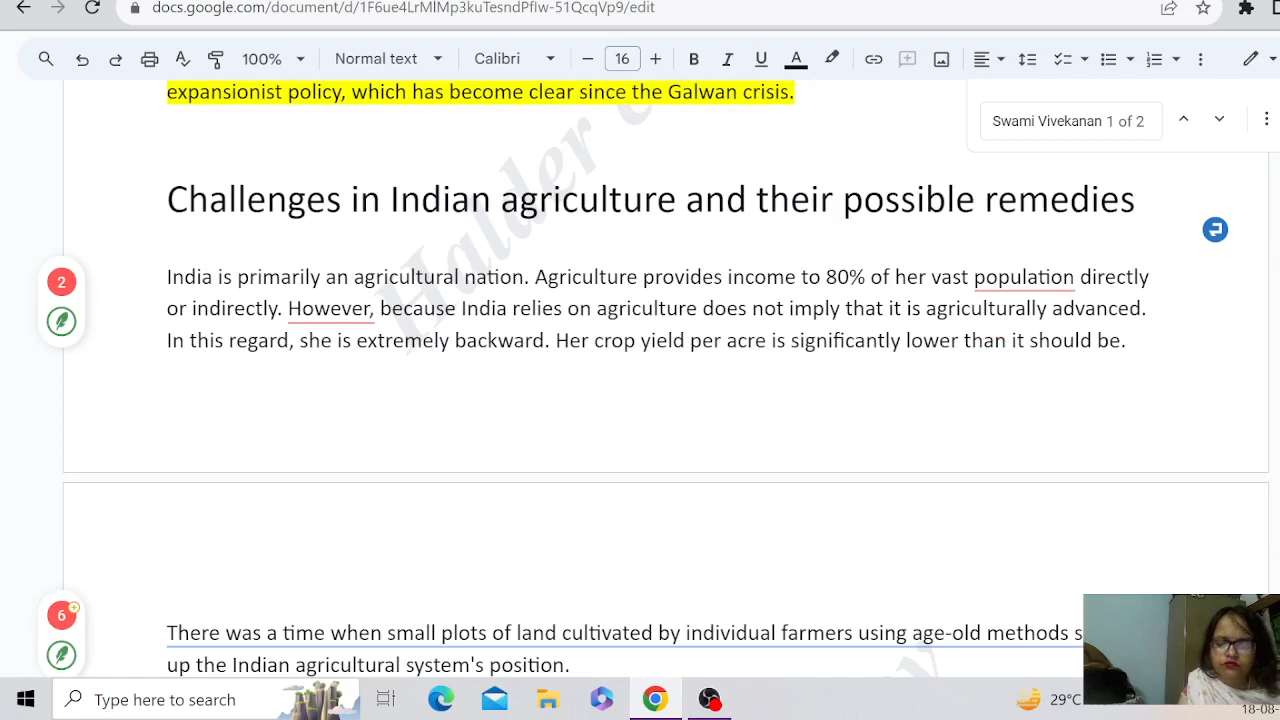 docs.google.com/document/d/1F6ue4LrMlMp3kuTesndPflw-51QcqVp9/edit
100% Normal text Calibri 16 B I U A
expansionist policy, which has become clear since the Galwan crisis.
Swami Vivekanan 1 of 2
Challenges in Indian agriculture and their possible remedies
India is primarily an agricultural nation. Agriculture provides income to 80% of her vast population directly
2
or indirectly. However, because India relies on agriculture does not imply that it is agriculturally advanced.
In this regard, she is extremely backward. Her crop yield per acre is significantly lower than it should be.
Halder
6
There was a time when small plots of land cultivated by individual farmers using age-old methods s
up the Indian agricultural system's position.
Type here to search
29°C
18-08-